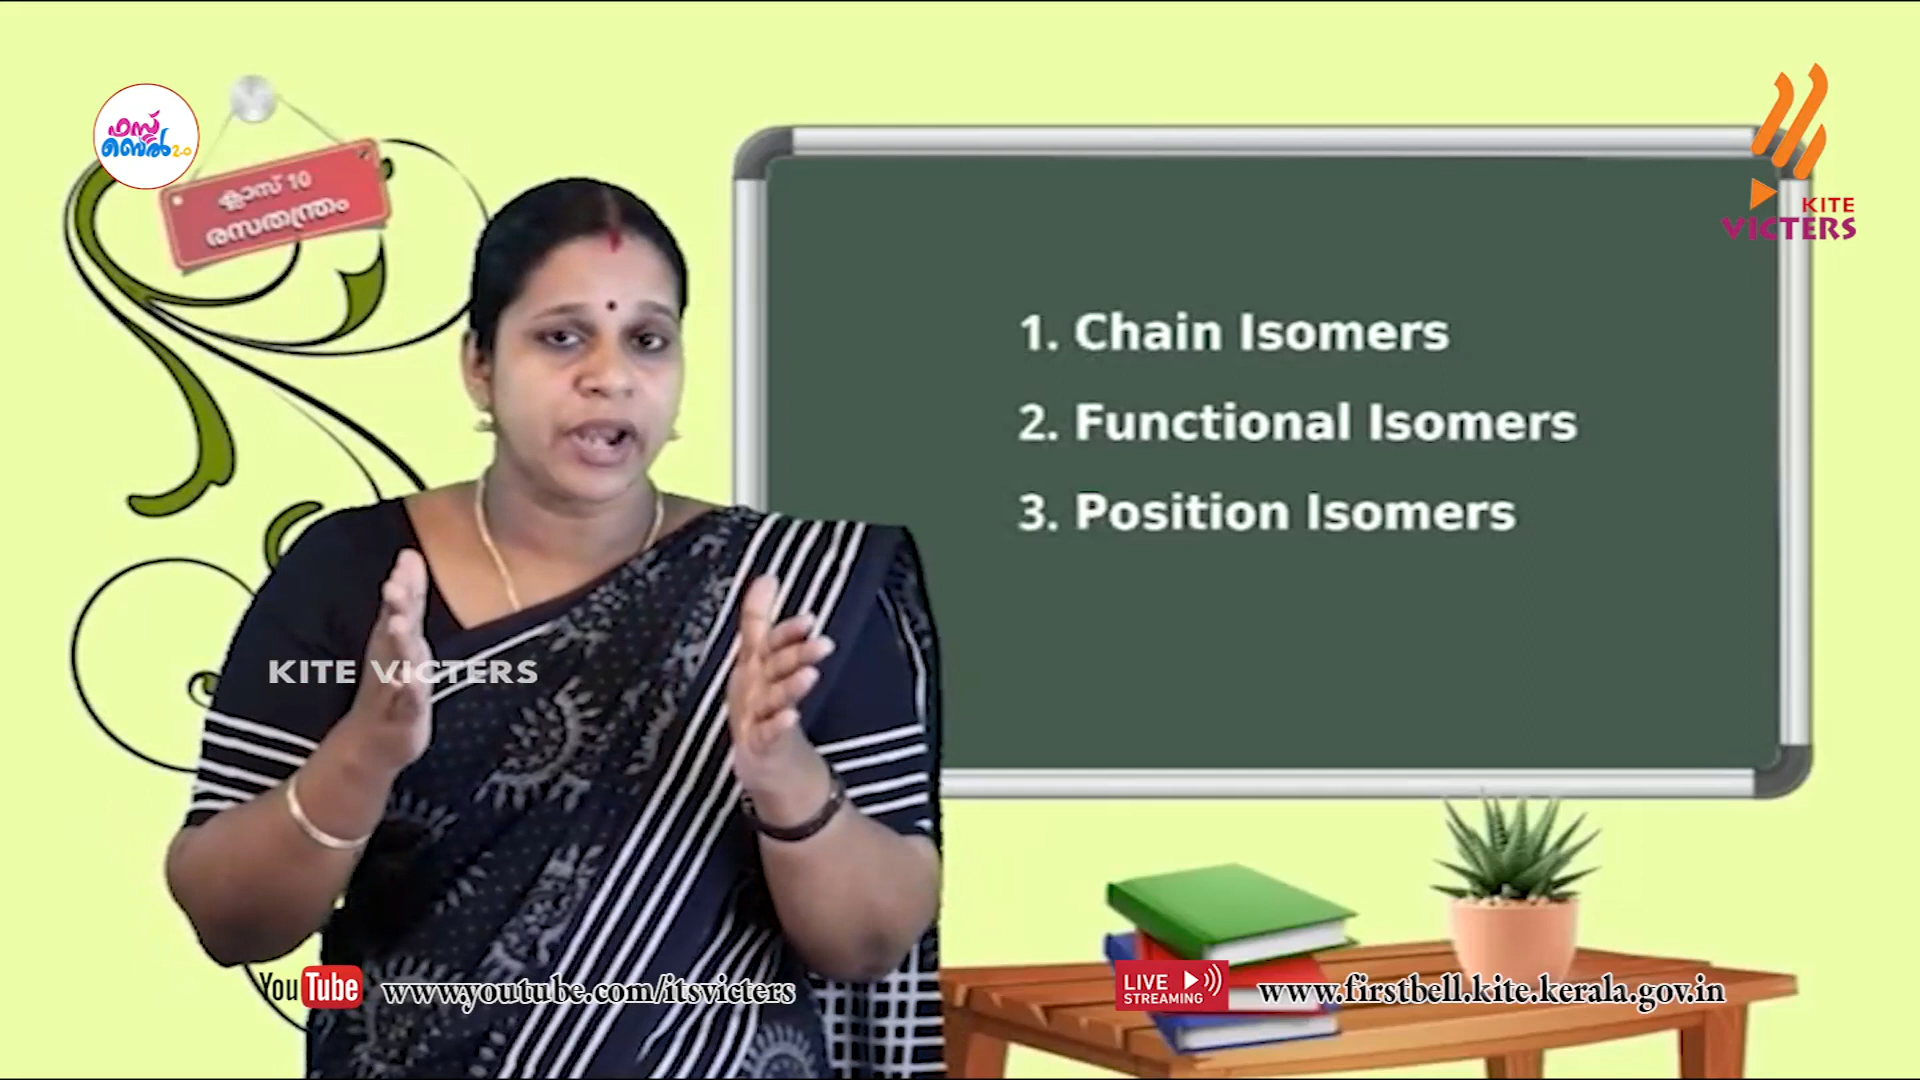 ഫസ്റ്റ്
ബെൽ 2.0
ക്ലാസ് 10
രസതന്ത്രം
KITE
VICTERS
1. Chain Isomers
2. Functional Isomers
3. Position Isomers
KITE VICTERS
YouTube www.youtube.com/itsvicters
LIVE
STREAMING
www.firstbell.kite.kerala.gov.in